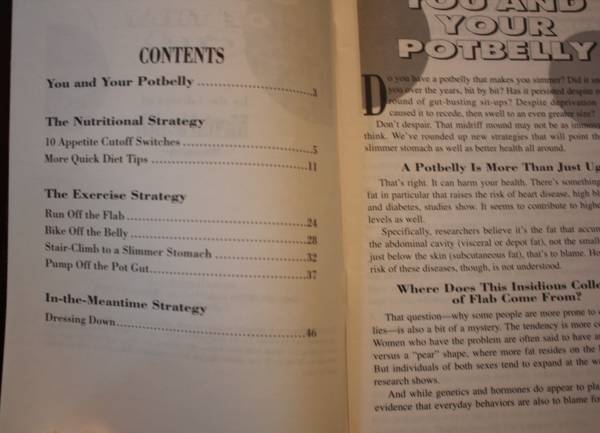 CONTENTS
You and Your Potbelly 3
The Nutritional Strategy
10 Appetite Cutoff Switches 5
More Quick Diet Tips 11
The Exercise Strategy
Run Off the Flab 24
Bike Off the Belly 28
Stair-Climb to a Slimmer Stomach 32
Pump Off the Pot Gut 37
In-the-Meantime Strategy
Dressing Down 46
YOU AND
YOUR
POTBELLY
Do you have a potbelly that makes you simmer? Did it
you over the years, bit by bit? Has it persisted despite
round of gut-busting sit-ups? Despite deprivation
caused it to recede, then swell to an even greater size?
Don't despair. That midriff mound may not be as
think. We've rounded up new strategies that will point the
slimmer stomach as well as better health all around.
A Potbelly Is More Than Just
That's right. It can harm your health. There's something
fat in particular that raises the risk of heart disease, high
and diabetes, studies show. It seems to contribute to
levels as well.
Specifically, researchers believe it's the fat that
the abdominal cavity (visceral or depot fat), not the
just below the skin (subcutaneous fat), that's to blame.
risk of these diseases, though, is not understood.
Where Does This Insidious
of Flab Come From?
That question—why some people are more prone to
lies—is also a bit of a mystery. The tendency is more
Women who have the problem are often said to have
versus a "pear" shape, where more fat resides on the
But individuals of both sexes tend to expand at the
research shows.
And while genetics and hormones do appear to
evidence that everyday behaviors are also to blame